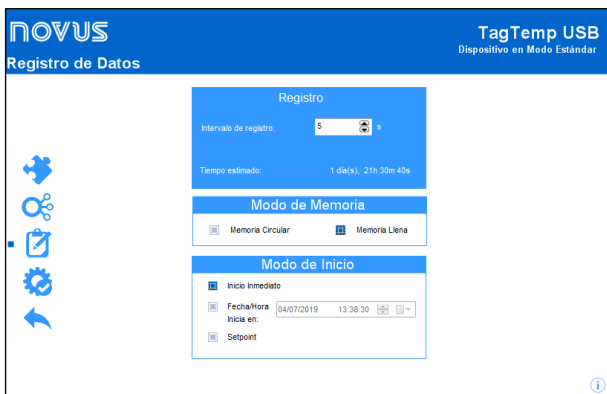 NOVUS
TagTemp USB
Dispositivo en Modo Estándar
Registro de Datos
Registro
Intervalo de registro: 5 s
Tiempo estimado: 1 día(s), 21h 30m 40s
Modo de Memoria
Memoria Circular Memoria Llena
Modo de Inicio
Inicio Inmediato
Fecha/Hora 04/07/2019 13:38:30
Inicia en:
Setpoint